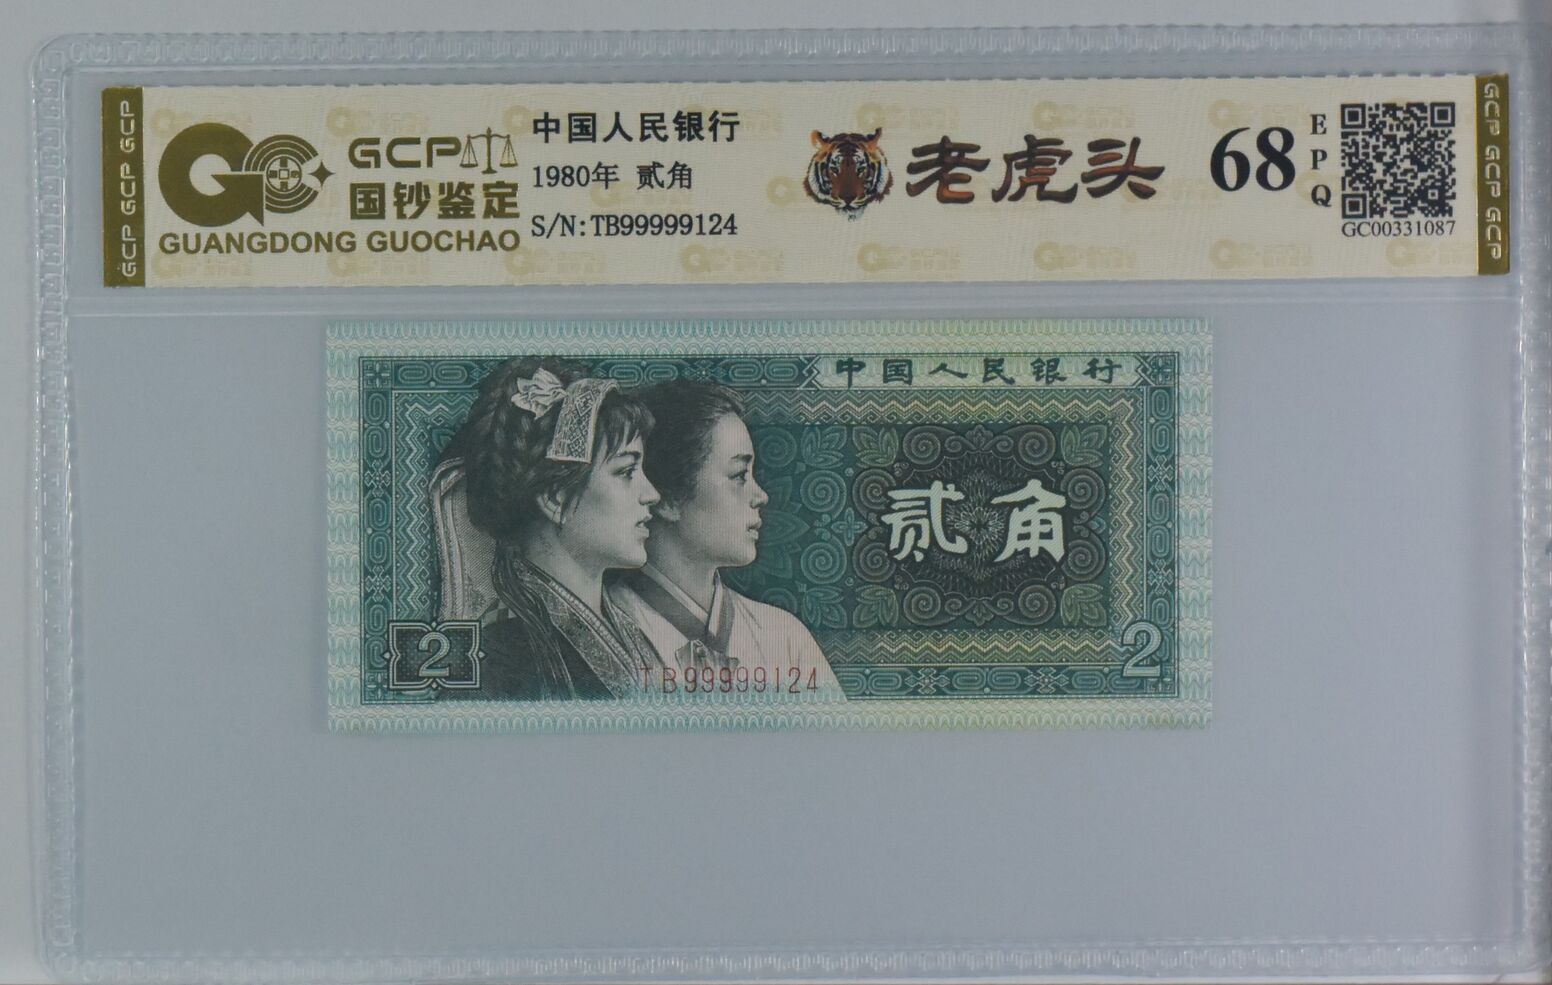 GCP GCP GCP
GCP
国钞鉴定
GUANGDONG GUOCHAO
中国人民银行
1980年 贰角
S/N:TB99999124
老虎头
68
E
P
Q
GC00331087
GCP GCP GCP
中国人民银行
贰角
2
2
TB99999124